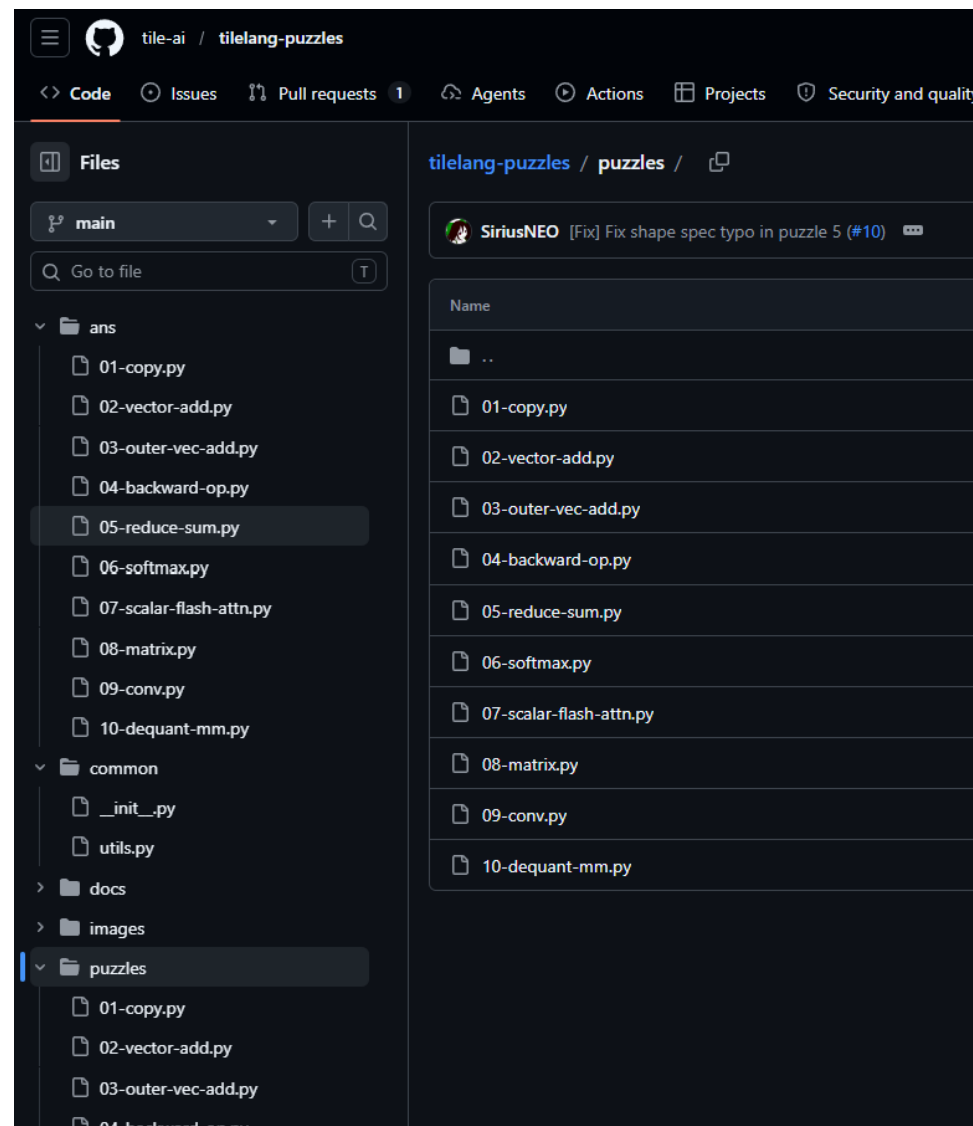 tile-ai / tilelang-puzzles
Code Issues Pull requests 1 Agents Actions Projects Security and quality
Files
main
Go to file T
ans
01-copy.py
02-vector-add.py
03-outer-vec-add.py
04-backward-op.py
05-reduce-sum.py
06-softmax.py
07-scalar-flash-attn.py
08-matrix.py
09-conv.py
10-dequant-mm.py
common
__init__.py
utils.py
docs
images
puzzles
01-copy.py
02-vector-add.py
03-outer-vec-add.py
04-backward-op.py
tilelang-puzzles / puzzles /
SiriusNEO [Fix] Fix shape spec typo in puzzle 5 (#10)
Name
..
01-copy.py
02-vector-add.py
03-outer-vec-add.py
04-backward-op.py
05-reduce-sum.py
06-softmax.py
07-scalar-flash-attn.py
08-matrix.py
09-conv.py
10-dequant-mm.py